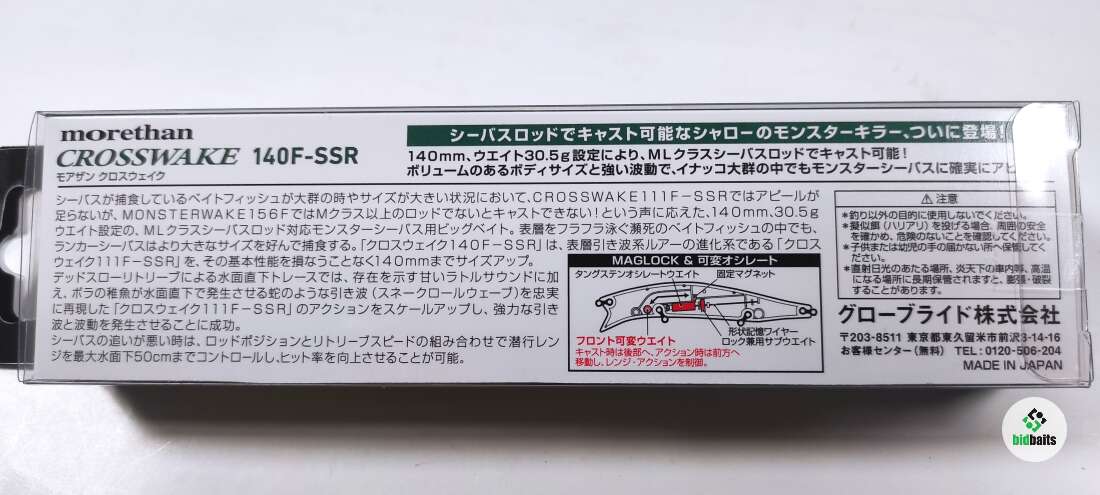 morethan
CROSSWAKE 140F-SSR
モアザン クロスウェイク
シーバスロッドでキャスト可能なシャローのモンスターキラー、ついに登場!
140mm、ウエイト30.5g設定により、MLクラスシーバスロッドでキャスト可能!
ボリュームのあるボディサイズと強い波動で、イナッコ大群の中でもモンスターシーバスに確実にアピ
シーバスが捕食しているベイトフィッシュが大群の時やサイズが大きい状況において、CROSSWAKE111F-SSRではアピールが
足らないが、MONSTERWAKE156FではMクラス以上のロッドでないとキャストできない!という声に応えた、140mm、30.5g
ウエイト設定の、MLクラスシーバスロッド対応モンスターシーバス用ビッグベイト。表層をフラフラ泳ぐ瀕死のベイトフィッシュの中でも、
ランカーシーバスはより大きなサイズを好んで捕食する。「クロスウェイク140F-SSR」は、表層引き波系ルアーの進化系である「クロス
ウェイク111F-SSR」を、その基本性能を損なうことなく140mmまでサイズアップ。
デッドスローリトリーブによる水面直下トレースでは、存在を示す甘いラトルサウンドに加
え、ボラの稚魚が水面直下で発生させる蛇のような引き波(スネークロールウェーブ)を忠実
に再現した「クロスウェイク111F-SSR」のアクションをスケールアップし、強力な引き
波と波動を発生させることに成功。
シーバスの追いが悪い時は、ロッドポジションとリトリーブスピードの組み合わせで潜行レン
ジを最大水面下50cmまでコントロールし、ヒット率を向上させることが可能。
MAGLOCK & 可変オシレート
タングステンオシレートウエイト
固定マグネット
形状記憶ワイヤー
ロック兼用サブウエイト
フロント可変ウエイト
キャスト時は後部へ、アクション時は前方へ
移動し、レンジ・アクションを制御。
⚠注意
*釣り以外の目的に使用しないでください。
*擬似餌(ハリアリ)を投げる場合、周囲の安全
を確かめ、危険のないことを確認してください。
*子供または幼児の手の届かない所へ保管してく
ださい。
*直射日光のあたる場所、炎天下の車内等、高温
になる場所に長期保管されますと、膨張・破裂
することがあります。
グローブライド株式会社
〒203-8511 東京都東久留米市前沢3-14-16
お客様センター(無料) TEL:0120-506-204
MADE IN JAPAN
bidbaits